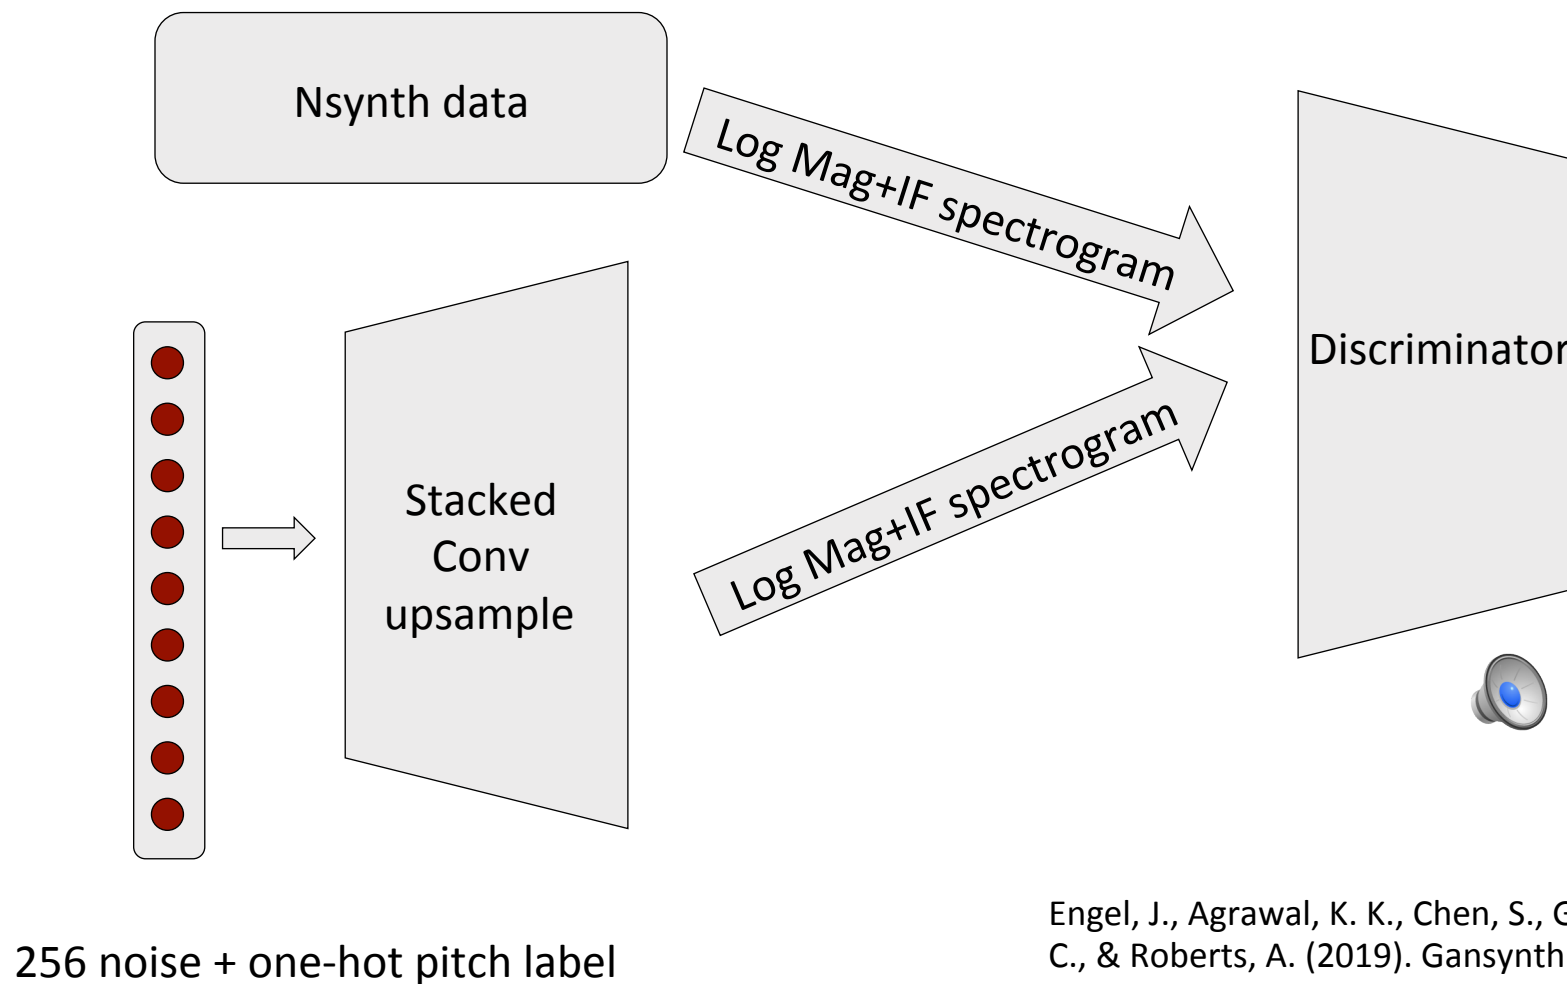 Nsynth data
Log Mag+IF spectrogram
Discriminator
Stacked
Conv
upsample
Log Mag+IF spectrogram
256 noise + one-hot pitch label
Engel, J., Agrawal, K. K., Chen, S., G
C., & Roberts, A. (2019). Gansynth